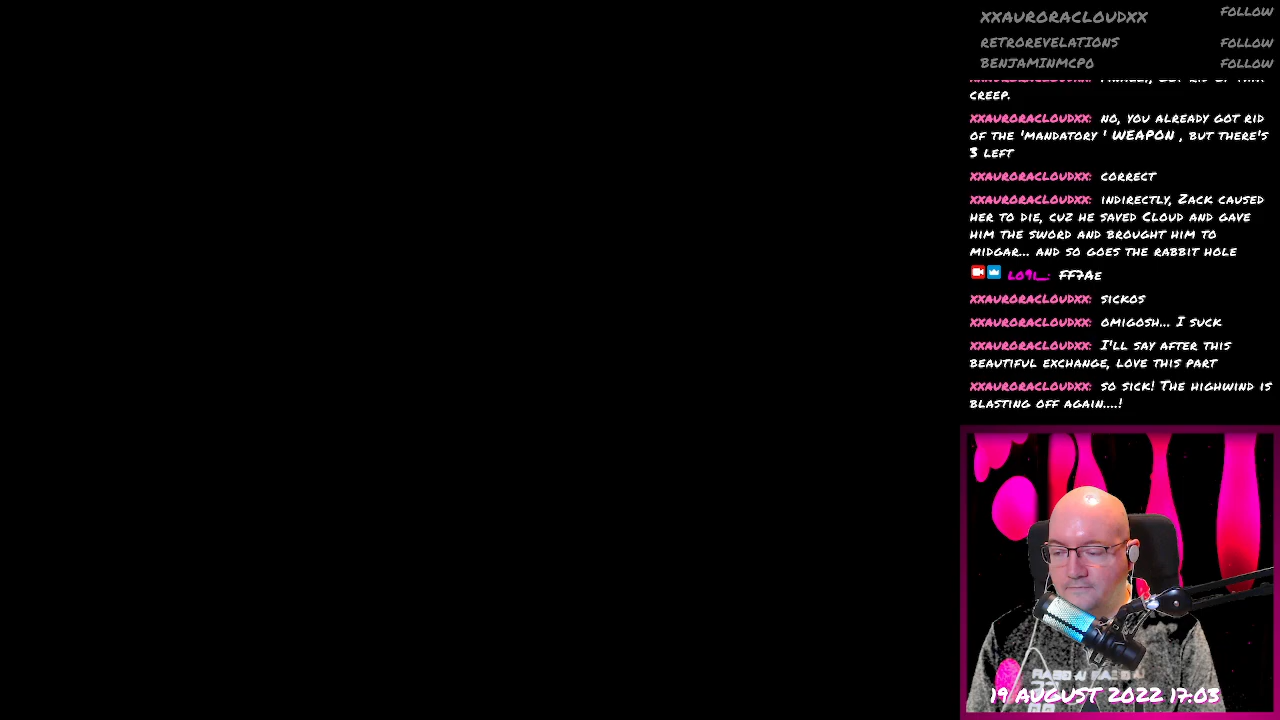 XXAURORACLOUDXX FOLLOW
RETROREVELATIONS FOLLOW
BENJAMINMCPO FOLLOW
CREEP.
XXAURORACLOUDXX: NO, YOU ALREADY GOT RID
OF THE 'MANDATORY ' WEAPON , BUT THERE'S
3 LEFT
XXAURORACLOUDXX: CORRECT
XXAURORACLOUDXX: INDIRECTLY, ZACK CAUSED
HER TO DIE, CUZ HE SAVED CLOUD AND GAVE
HIM THE SWORD AND BROUGHT HIM TO
MIDGAR... AND SO GOES THE RABBIT HOLE
LO91_: FF7AE
XXAURORACLOUDXX: SICKOS
XXAURORACLOUDXX: OMIGOSH... I SUCK
XXAURORACLOUDXX: I'LL SAY AFTER THIS
BEAUTIFUL EXCHANGE, LOVE THIS PART
XXAURORACLOUDXX: SO SICK! THE HIGHWIND IS
BLASTING OFF AGAIN....!
19 AUGUST 2022 17:03